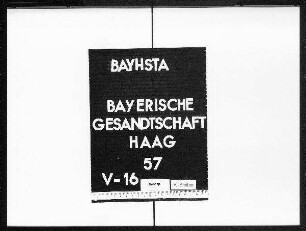 BAYHSTA
BAYERISCHE
GESANDTSCHAFT
HAAG
57
V-16